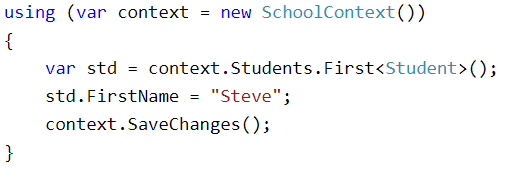 using (var context = new SchoolContext())
{
    var std = context.Students.First<Student>();
    std.FirstName = "Steve";
    context.SaveChanges();
}